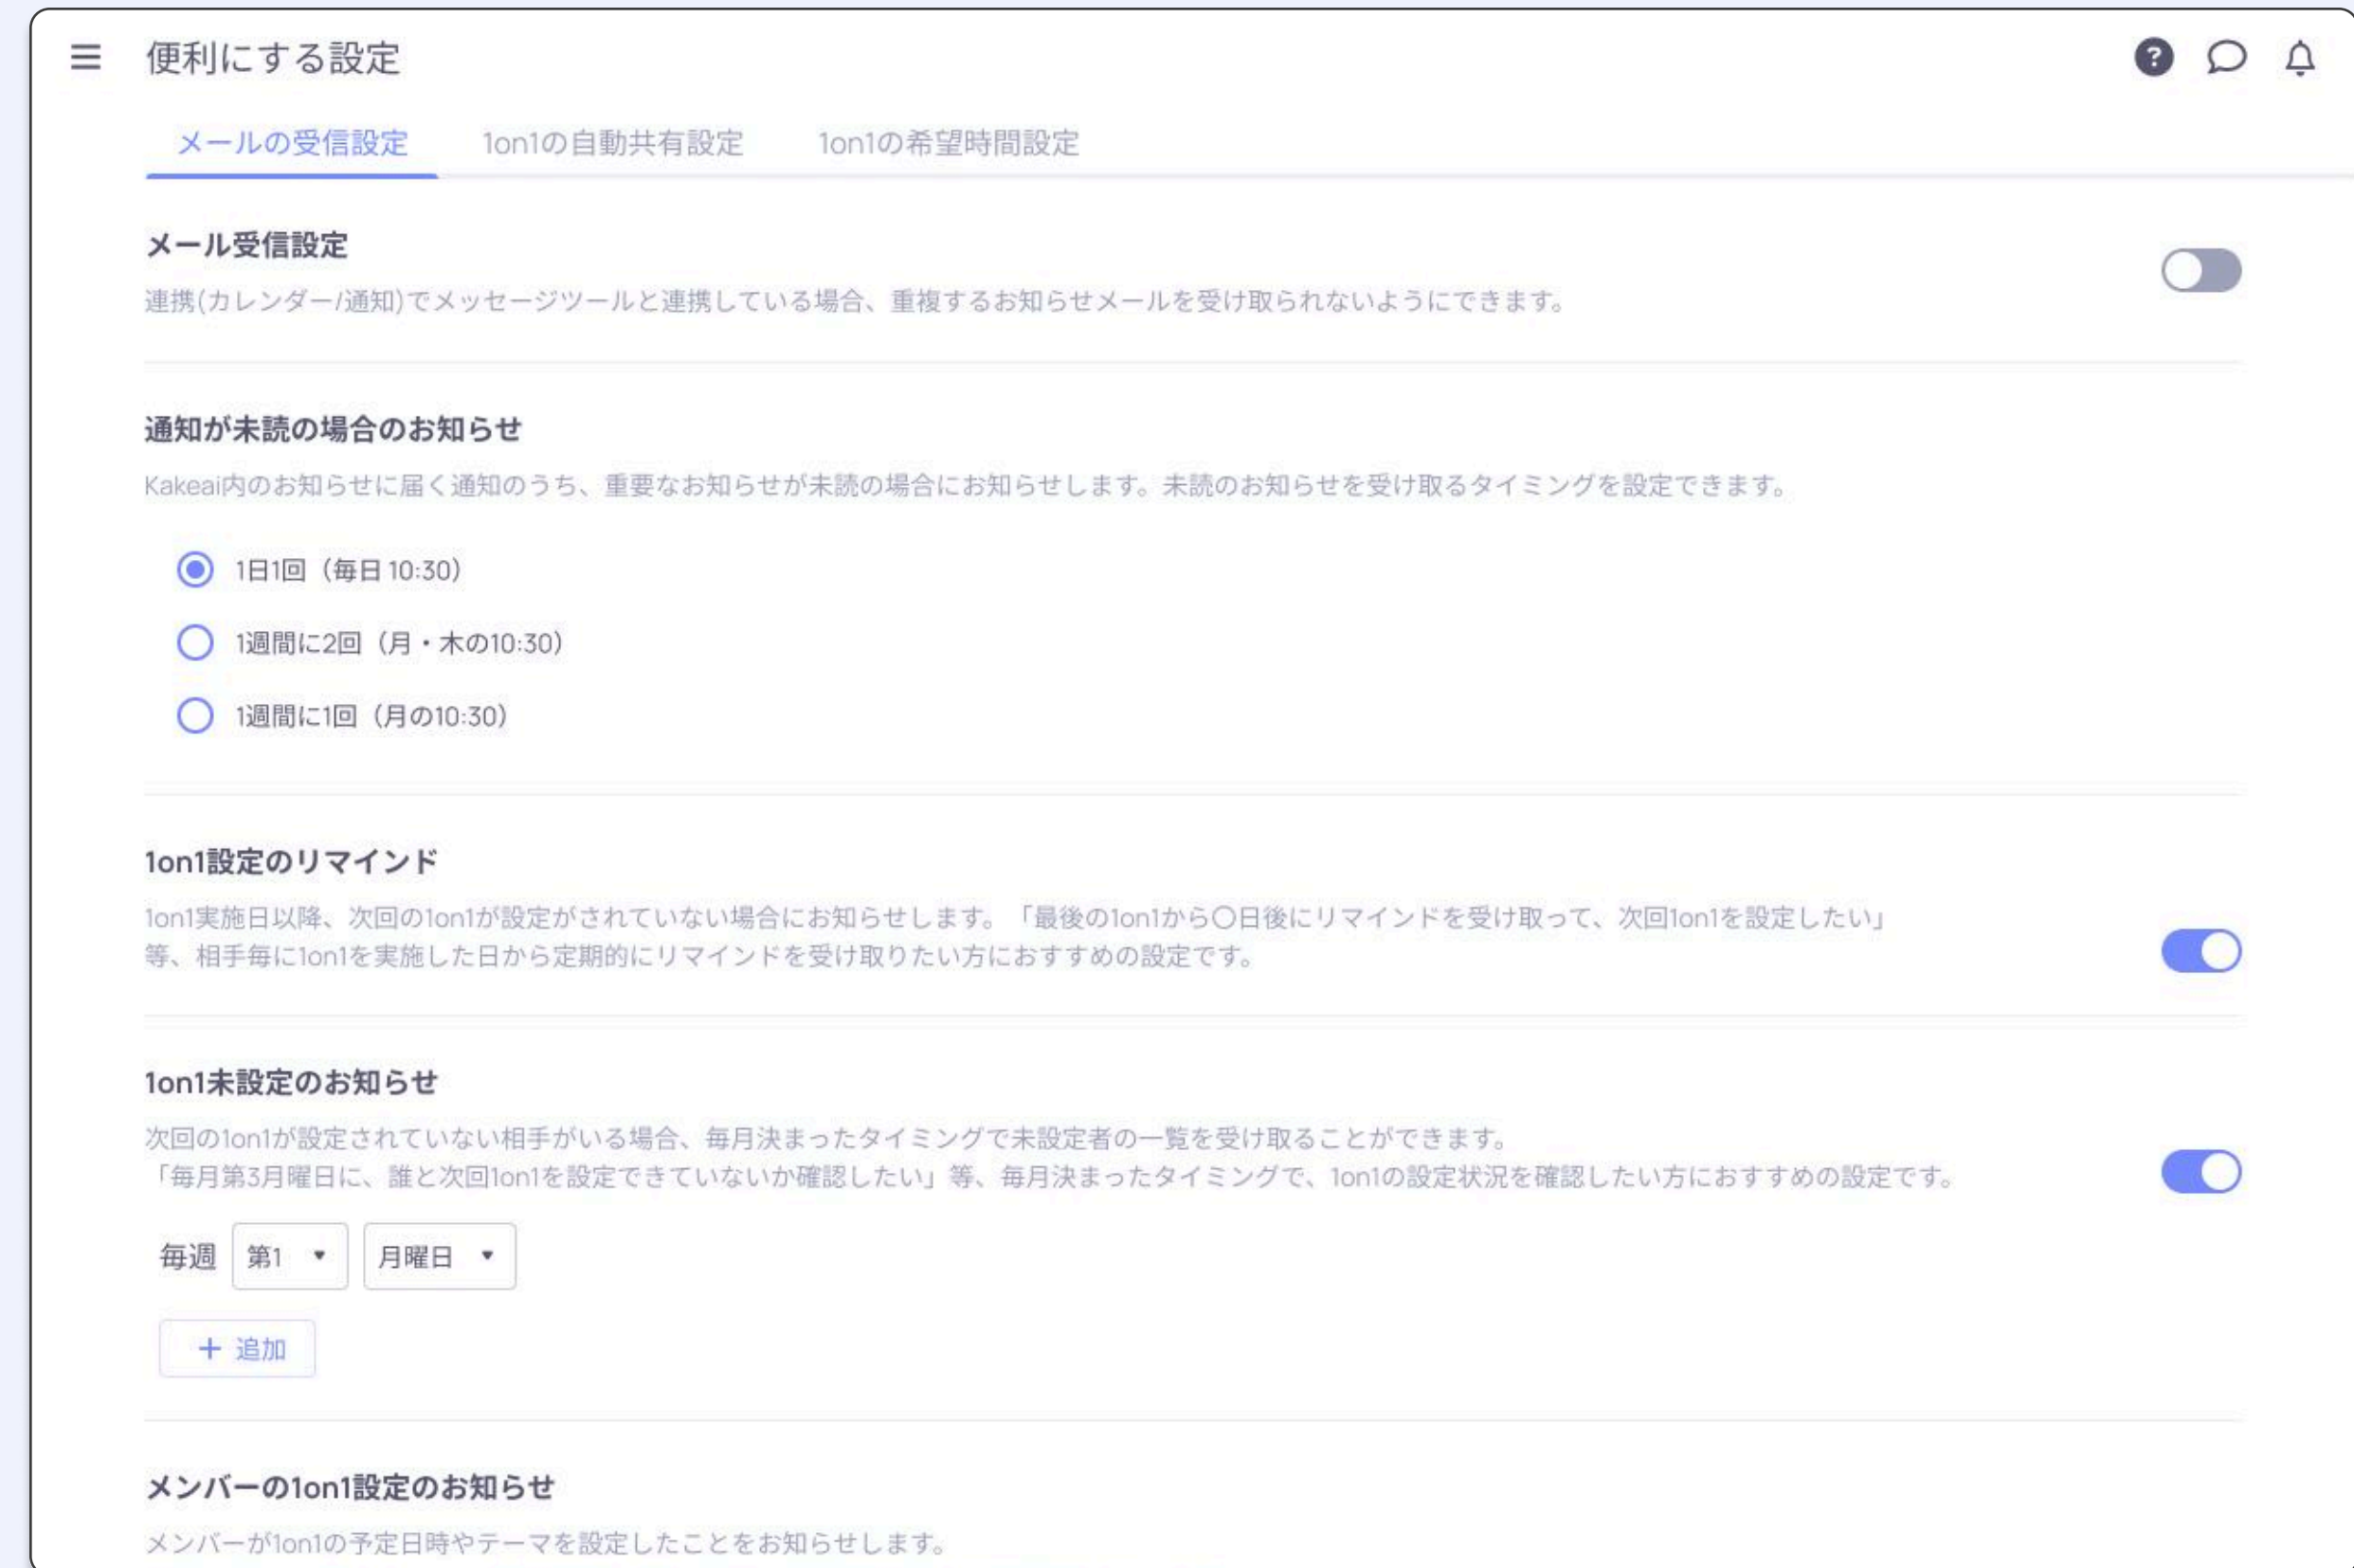 便利にする設定
?
メールの受信設定 1on1の自動共有設定 1on1の希望時間設定
メール受信設定
連携(カレンダー/通知)でメッセージツールと連携している場合、重複するお知らせメールを受け取られないようにできます。
通知が未読の場合のお知らせ
Kakeai内のお知らせに届く通知のうち、重要なお知らせが未読の場合にお知らせします。未読のお知らせを受け取るタイミングを設定できます。
1日1回（毎日 10:30）
1週間に2回（月・木の10:30）
1週間に1回（月の10:30）
1on1設定のリマインド
1on1実施日以降、次回の1on1が設定がされていない場合にお知らせします。「最後の1on1から〇日後にリマインドを受け取って、次回1on1を設定したい」
等、相手毎に1on1を実施した日から定期的にリマインドを受け取りたい方におすすめの設定です。
1on1未設定のお知らせ
次回の1on1が設定されていない相手がいる場合、毎月決まったタイミングで未設定者の一覧を受け取ることができます。
「毎月第3月曜日に、誰と次回1on1を設定できていないか確認したい」等、毎月決まったタイミングで、1on1の設定状況を確認したい方におすすめの設定です。
毎週 第1 月曜日
+ 追加
メンバーの1on1設定のお知らせ
メンバーが1on1の予定日時やテーマを設定したことをお知らせします。